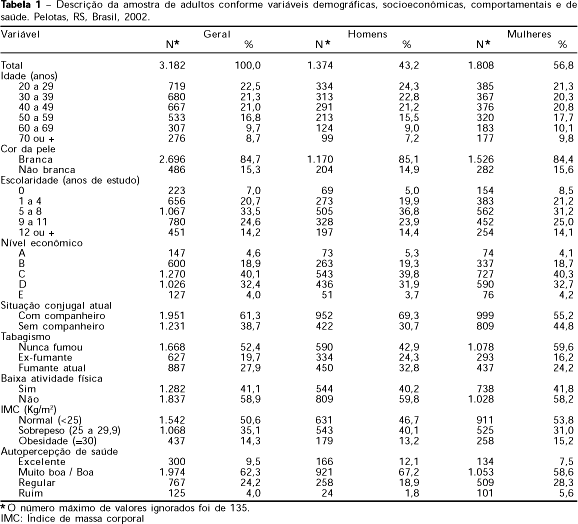 Tabela 1 – Descrição da amostra de adultos conforme variáveis demográficas, socioeconômicas, comportamentais e de
saúde. Pelotas, RS, Brasil, 2002.
Variável Geral Homens Mulheres
N* % N* % N* %
Total 3.182 100,0 1.374 43,2 1.808 56,8
Idade (anos)
20 a 29 719 22,5 334 24,3 385 21,3
30 a 39 680 21,3 313 22,8 367 20,3
40 a 49 667 21,0 291 21,2 376 20,8
50 a 59 533 16,8 213 15,5 320 17,7
60 a 69 307 9,7 124 9,0 183 10,1
70 ou + 276 8,7 99 7,2 177 9,8
Cor da pele
Branca 2.696 84,7 1.170 85,1 1.526 84,4
Não branca 486 15,3 204 14,9 282 15,6
Escolaridade (anos de estudo)
0 223 7,0 69 5,0 154 8,5
1 a 4 656 20,7 273 19,9 383 21,2
5 a 8 1.067 33,5 505 36,8 562 31,2
9 a 11 780 24,6 328 23,9 452 25,0
12 ou + 451 14,2 197 14,4 254 14,1
Nível econômico
A 147 4,6 73 5,3 74 4,1
B 600 18,9 263 19,3 337 18,7
C 1.270 40,1 543 39,8 727 40,3
D 1.026 32,4 436 31,9 590 32,7
E 127 4,0 51 3,7 76 4,2
Situação conjugal atual
Com companheiro 1.951 61,3 952 69,3 999 55,2
Sem companheiro 1.231 38,7 422 30,7 809 44,8
Tabagismo
Nunca fumou 1.668 52,4 590 42,9 1.078 59,6
Ex-fumante 627 19,7 334 24,3 293 16,2
Fumante atual 887 27,9 450 32,8 437 24,2
Baixa atividade física
Sim 1.282 41,1 544 40,2 738 41,8
Não 1.837 58,9 809 59,8 1.028 58,2
IMC (Kg/m²)
Normal (<25) 1.542 50,6 631 46,7 911 53,8
Sobrepeso (25 a 29,9) 1.068 35,1 543 40,1 525 31,0
Obesidade (=30) 437 14,3 179 13,2 258 15,2
Autopercepção de saúde
Excelente 300 9,5 166 12,1 134 7,5
Muito boa / Boa 1.974 62,3 921 67,2 1.053 58,6
Regular 767 24,2 258 18,9 509 28,3
Ruim 125 4,0 24 1,8 101 5,6
* O número máximo de valores ignorados foi de 135.
IMC: Índice de massa corporal